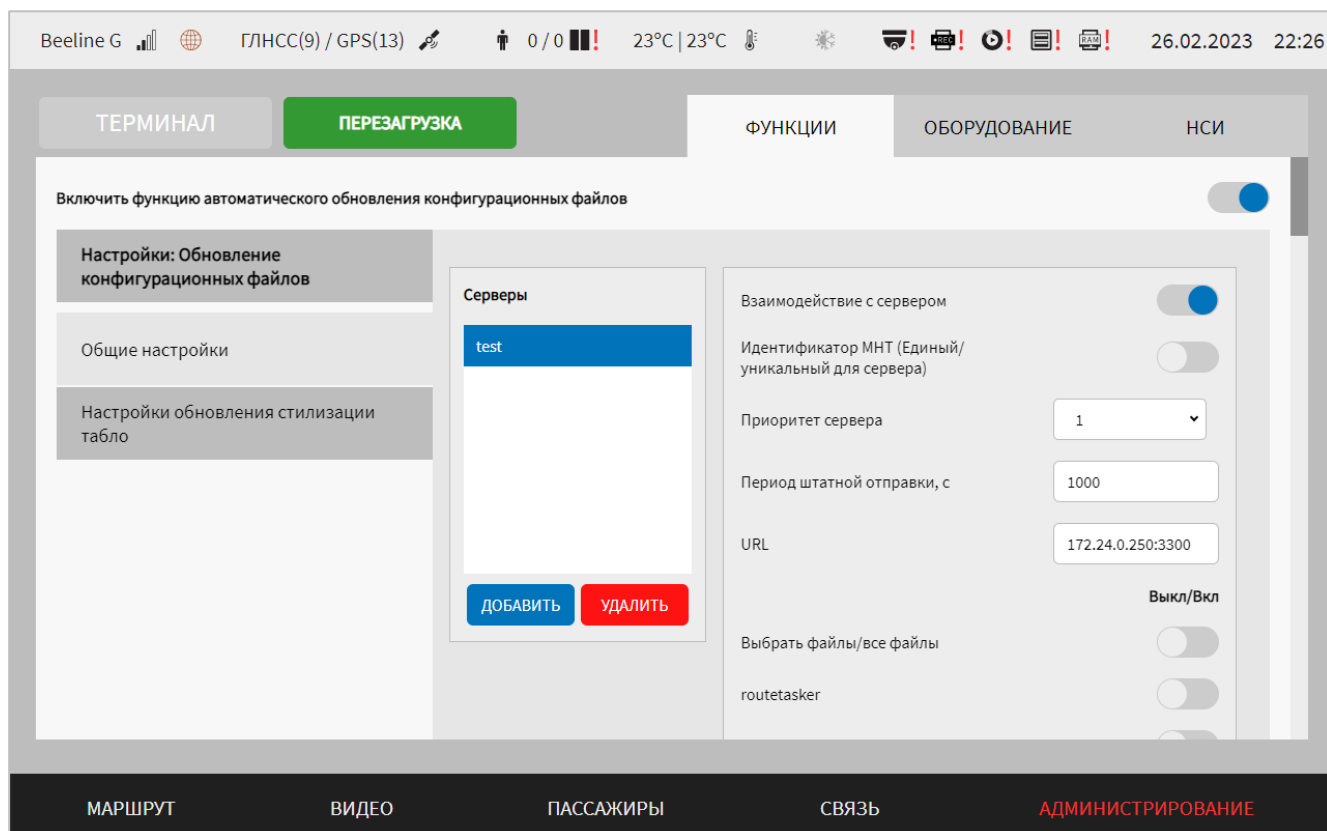 Beeline G ГЛНСС(9) / GPS(13) 0 / 0 ! 23°C | 23°C ! REC! ! ! RAM! 26.02.2023 22:26
ТЕРМИНАЛ ПЕРЕЗАГРУЗКА ФУНКЦИИ ОБОРУДОВАНИЕ НСИ
Включить функцию автоматического обновления конфигурационных файлов
Настройки: Обновление
конфигурационных файлов
Общие настройки
Настройки обновления стилизации
табло
Серверы
test
ДОБАВИТЬ УДАЛИТЬ
Взаимодействие с сервером
Идентификатор МНТ (Единый/
уникальный для сервера)
Приоритет сервера 1
Период штатной отправки, с 1000
URL 172.24.0.250:3300
Выкл/Вкл
Выбрать файлы/все файлы
routetasker
МАРШРУТ ВИДЕО ПАССАЖИРЫ СВЯЗЬ АДМИНИСТРИРОВАНИЕ